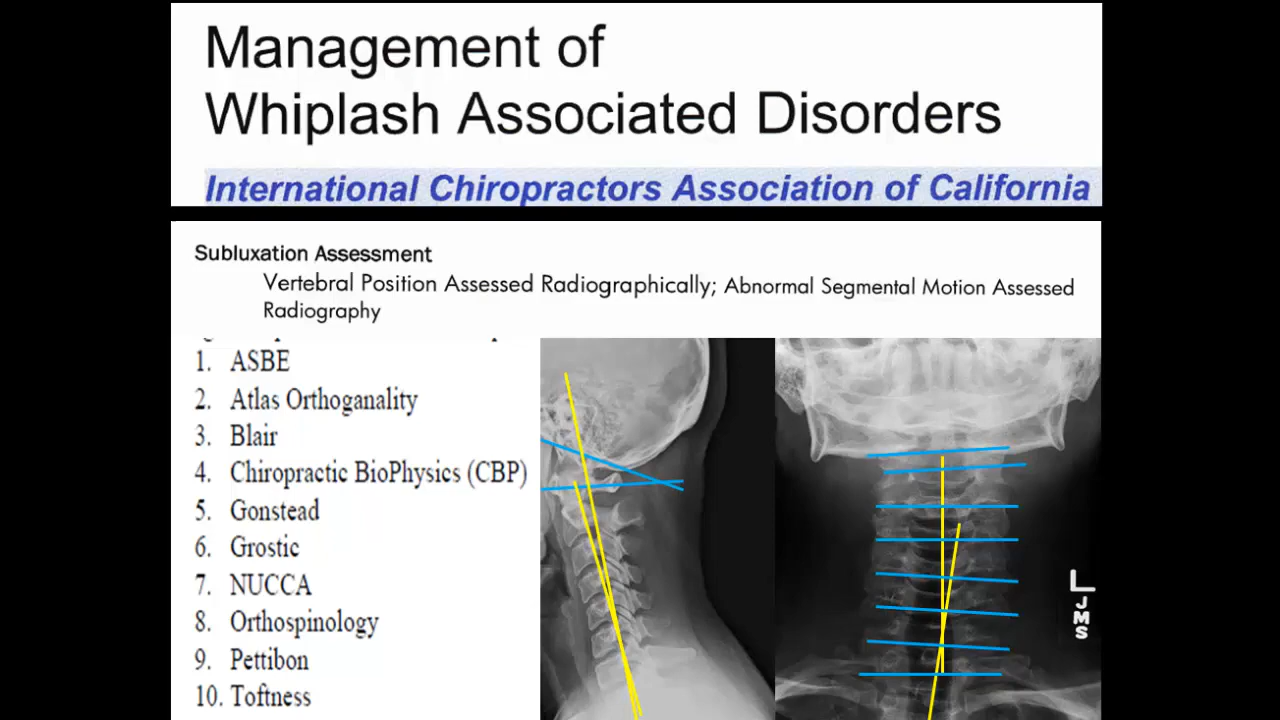 Management of
Whiplash Associated Disorders
International Chiropractors Association of California
Subluxation Assessment
Vertebral Position Assessed Radiographically; Abnormal Segmental Motion Assessed
Radiography
1. ASBE
2. Atlas Orthoganality
3. Blair
4. Chiropractic BioPhysics (CBP)
5. Gonstead
6. Grostic
7. NUCCA
8. Orthospinology
9. Pettibon
10. Toftness
L
JMS